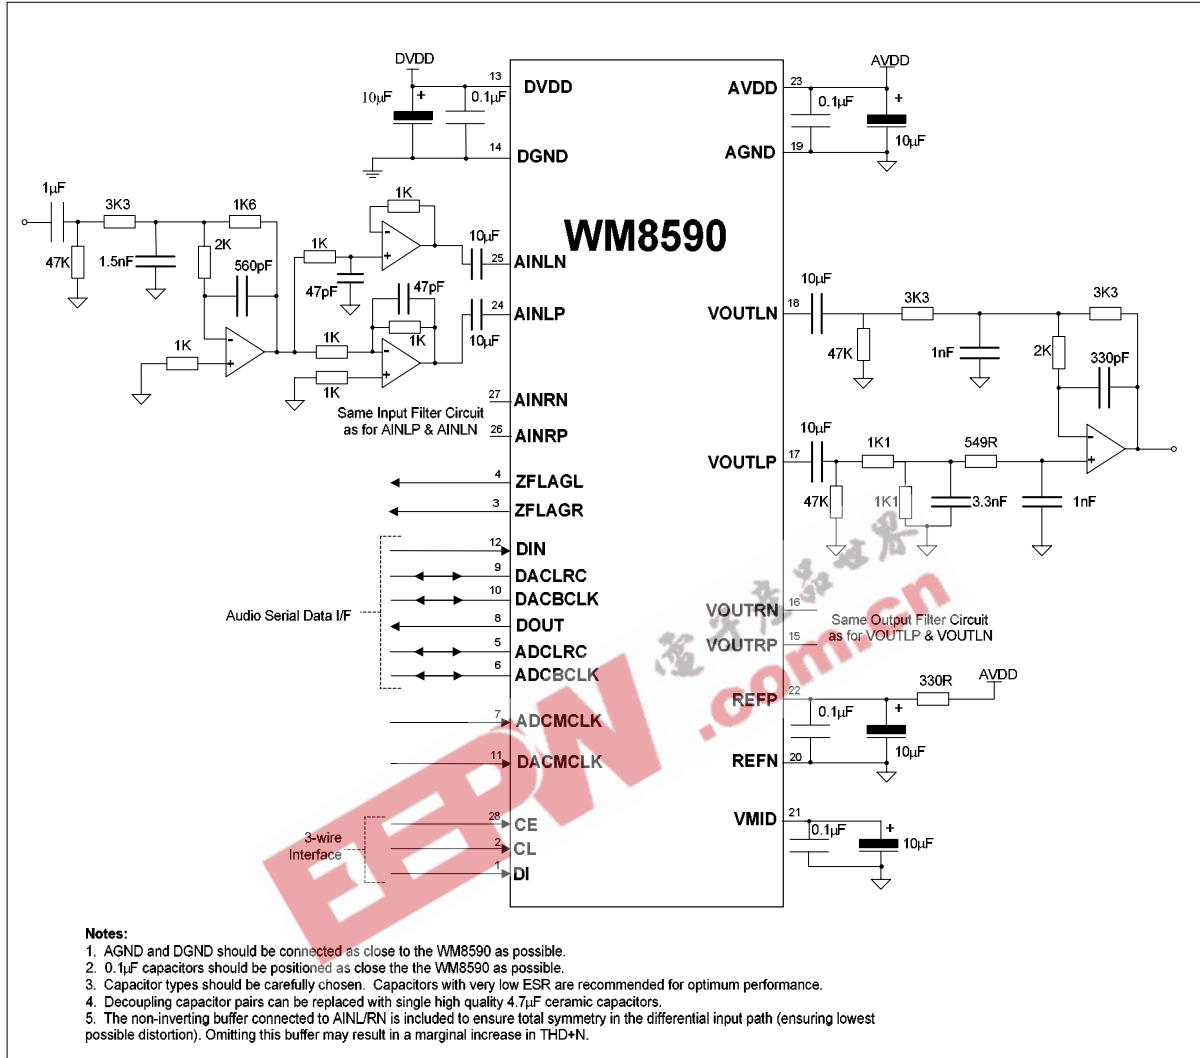 DVDD
13
DVDD
10µF
+
0.1µF
14
DGND
AVDD
23
AVDD
0.1µF
+
10µF
19
AGND
WM8590
1µF
3K3
1K6
47K
1.5nF
2K
560pF
-
+
1K
1K
1K
-
+
47pF
10µF
25
AINLN
47pF
1K
1K
-
+
1K
10µF
24
AINLP
27
AINRN
Same Input Filter Circuit
as for AINLP & AINLN
26
AINRP
4
ZFLAGL
3
ZFLAGR
12
DIN
9
DACLRC
10
DACBCLK
Audio Serial Data I/F
8
DOUT
5
ADCLRC
6
ADCBCLK
7
ADCMCLK
11
DACMCLK
28
CE
3-wire
Interface
2
CL
1
DI
VOUTLN
18
10µF
3K3
3K3
47K
1nF
2K
330pF
-
+
VOUTLP
17
10µF
1K1
549R
47K
1K1
3.3nF
1nF
VOUTRN
16
Same Output Filter Circuit
as for VOUTLP & VOUTLN
VOUTRP
15
REFP
22
330R
AVDD
0.1µF
+
10µF
REFN
20
VMID
21
0.1µF
+
10µF
電子產品世界
EEPW
.com.cn
Notes:
1. AGND and DGND should be connected as close to the WM8590 as possible.
2. 0.1µF capacitors should be positioned as close the the WM8590 as possible.
3. Capacitor types should be carefully chosen. Capacitors with very low ESR are recommended for optimum performance.
4. Decoupling capacitor pairs can be replaced with single high quality 4.7µF ceramic capacitors.
5. The non-inverting buffer connected to AINL/RN is included to ensure total symmetry in the differential input path (ensuring lowest
possible distortion). Omitting this buffer may result in a marginal increase in THD+N.